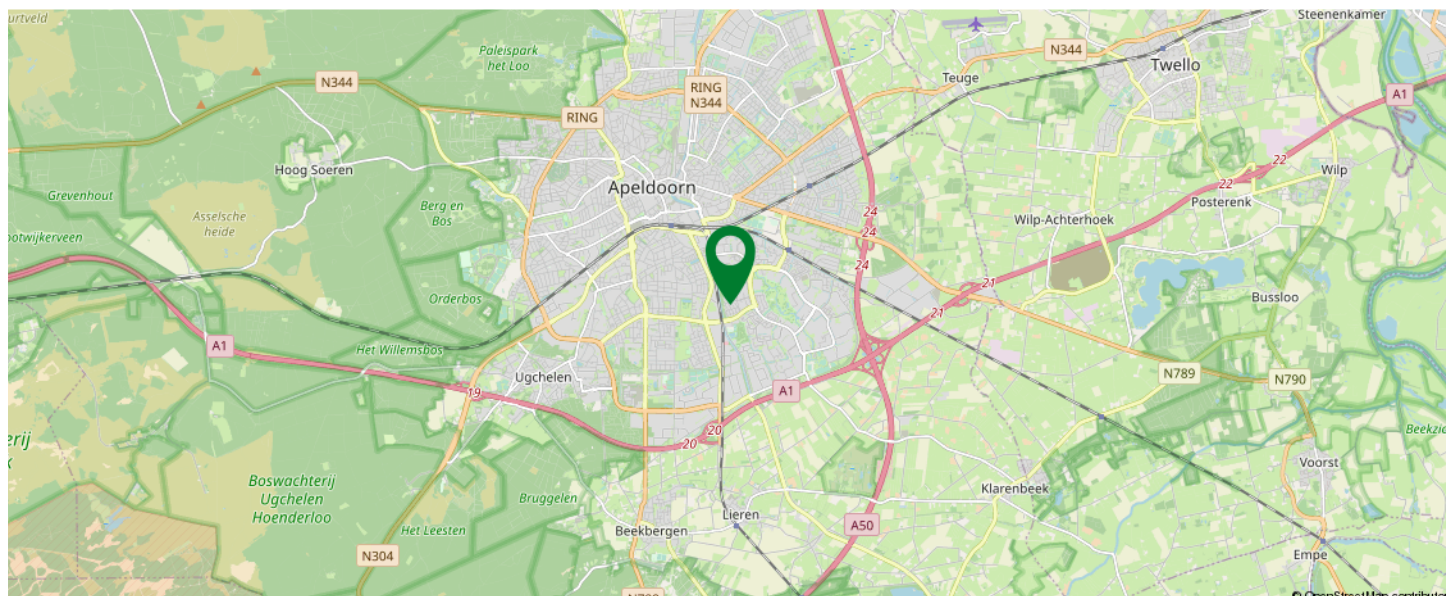 Steenenkamer
Paleispark
het Loo
N344
Teuge
Twello
N344
RING
N344
A1
RING
Hoog Soeren
22
Wilp
Grevenhout
Apeldoorn
22
Posterenk
Berg en
Bos
Asselsche
heide
24
Wilp-Achterhoek
24
24
21
Bussloo
Orderbos
21
A1
Het Willemsbos
Ugchelen
N789
N790
19
A1
20
20
Boswachterij
Ugchelen
Hoenderloo
Voorst
Klarenbeek
Bruggelen
Lieren
Het Leesten
Beekbergen
A50
N304
Empe